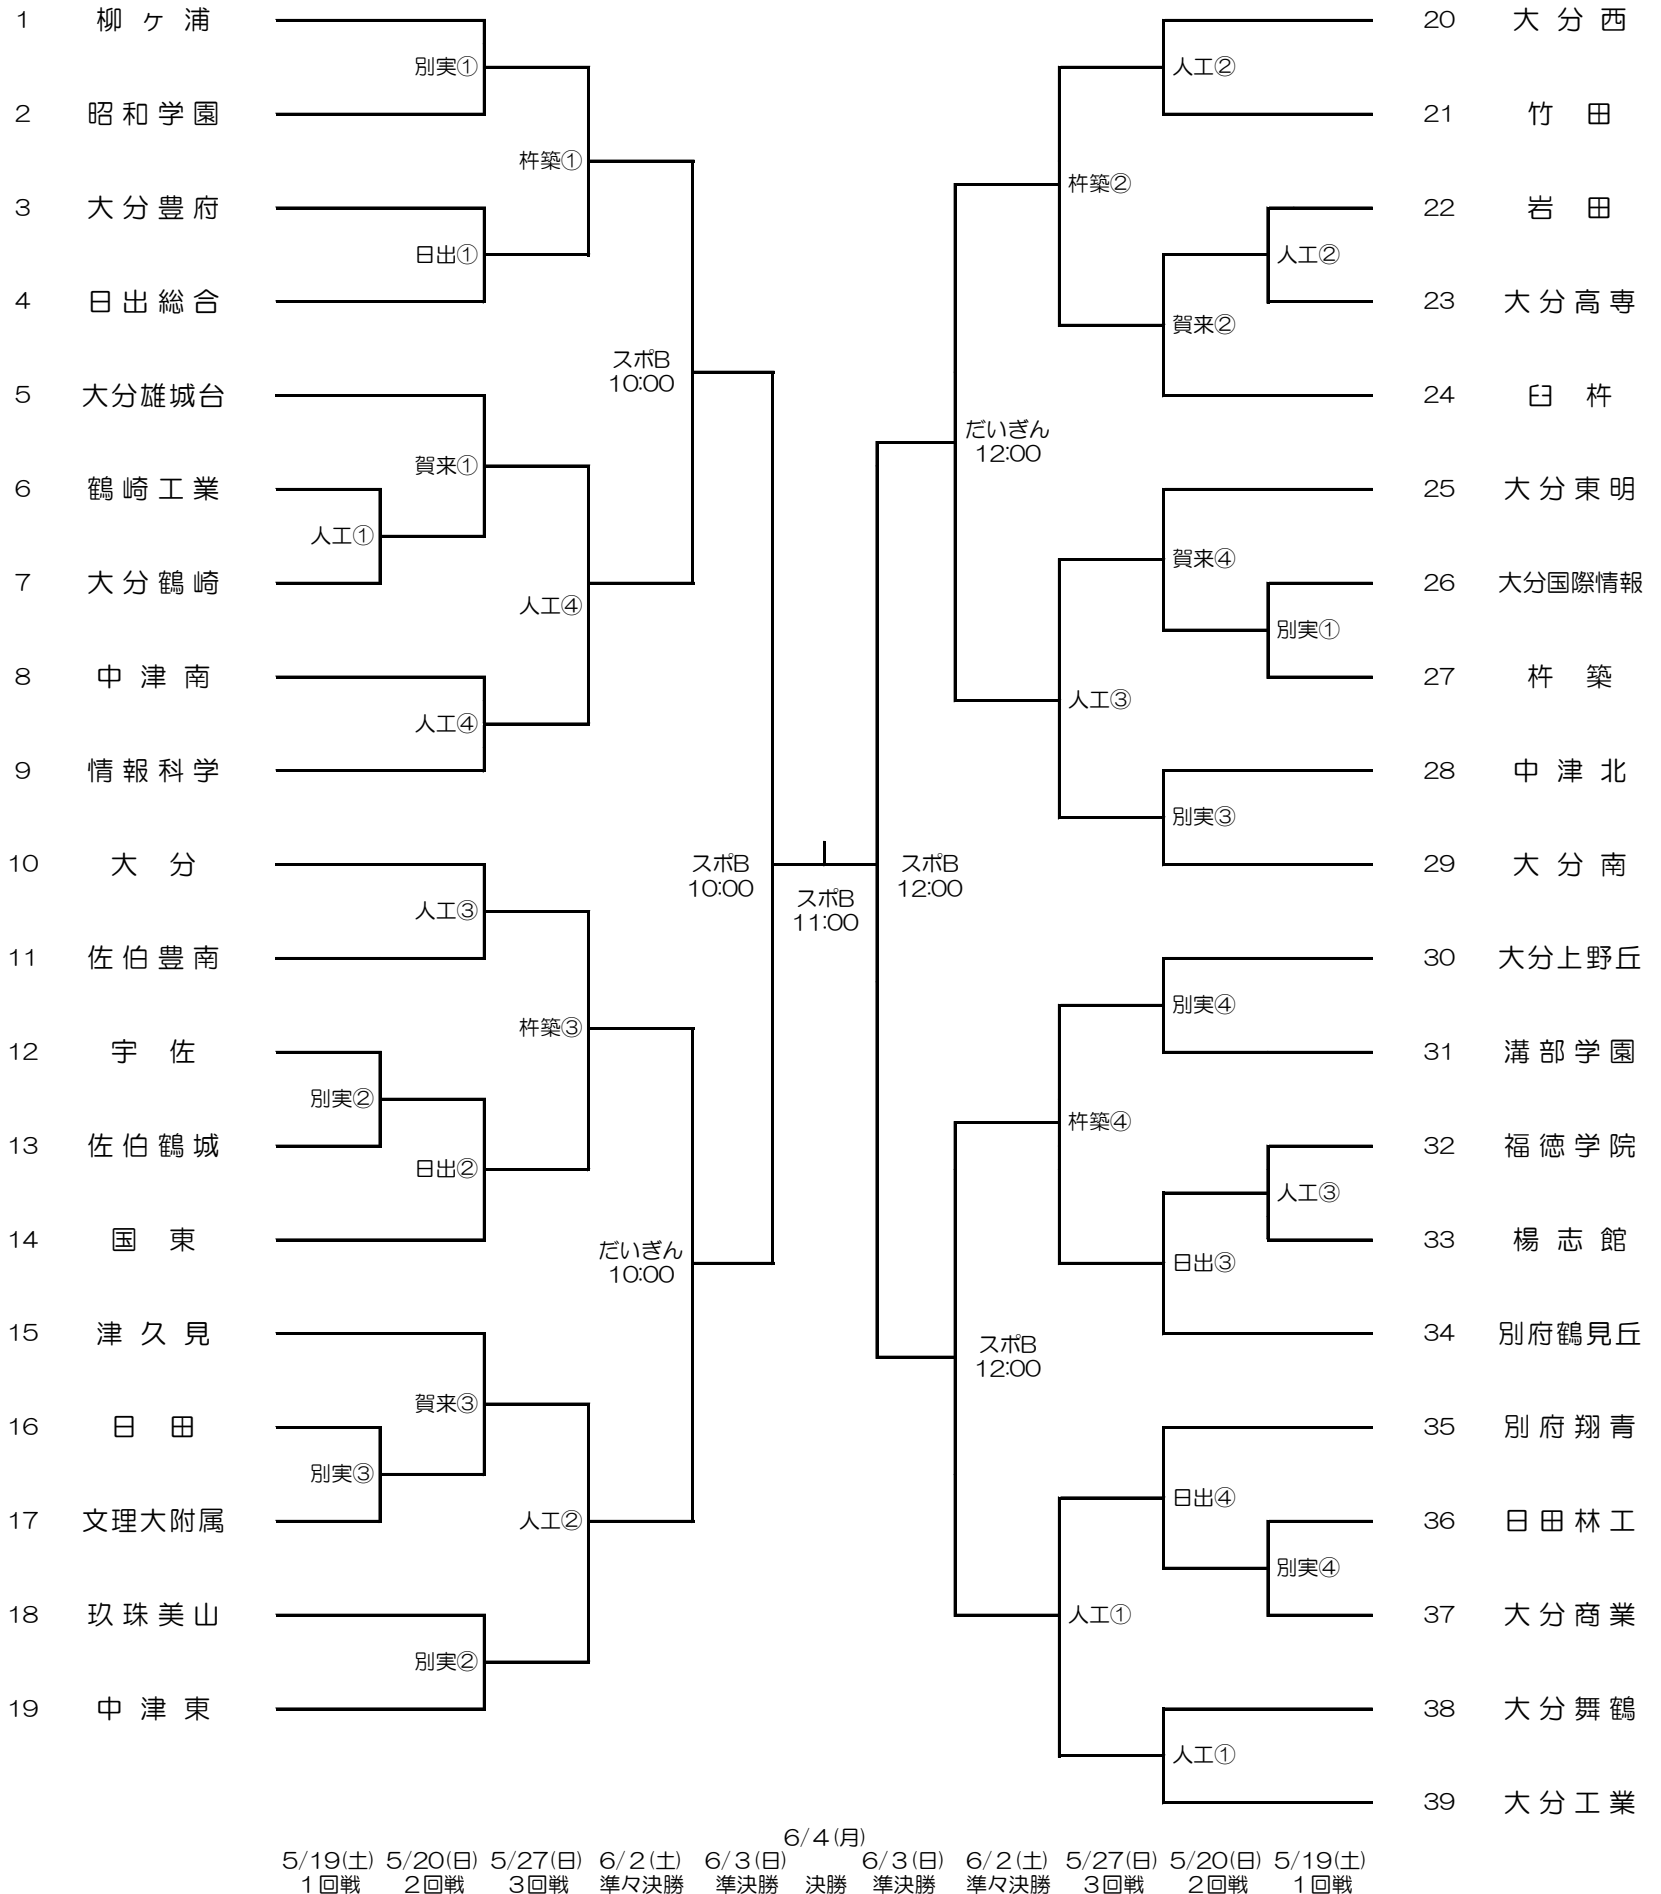 1 柳ヶ浦
別実①
2 昭和学園
杵築①
3 大分豊府
日出①
4 日出総合
スポB
10:00
5 大分雄城台
賀来①
6 鶴崎工業
人工①
7 大分鶴崎
人工④
8 中津南
人工④
9 情報科学
10 大分
人工③
11 佐伯豊南
杵築③
12 宇佐
別実②
13 佐伯鶴城
日出②
14 国東
だいぎん
10:00
15 津久見
賀来③
16 日田
別実③
17 文理大附属
人工②
18 玖珠美山
別実②
19 中津東
スポB
10:00
スポB
11:00
スポB
12:00
20 大分西
人工②
21 竹田
杵築②
22 岩田
人工②
23 大分高専
賀来②
24 臼杵
だいぎん
12:00
25 大分東明
賀来④
26 大分国際情報
別実①
27 杵築
人工③
28 中津北
別実③
29 大分南
30 大分上野丘
別実④
31 溝部学園
杵築④
32 福徳学院
人工③
33 楊志館
日出③
34 別府鶴見丘
スポB
12:00
35 別府翔青
日出④
36 日田林工
別実④
37 大分商業
人工①
38 大分舞鶴
人工①
39 大分工業
6/4(月)
5/19(土) 5/20(日) 5/27(日) 6/2(土) 6/3(日) 6/3(日) 6/2(土) 5/27(日) 5/20(日) 5/19(土)
1回戦 2回戦 3回戦 準々決勝 準決勝 決勝 準決勝 準々決勝 3回戦 2回戦 1回戦